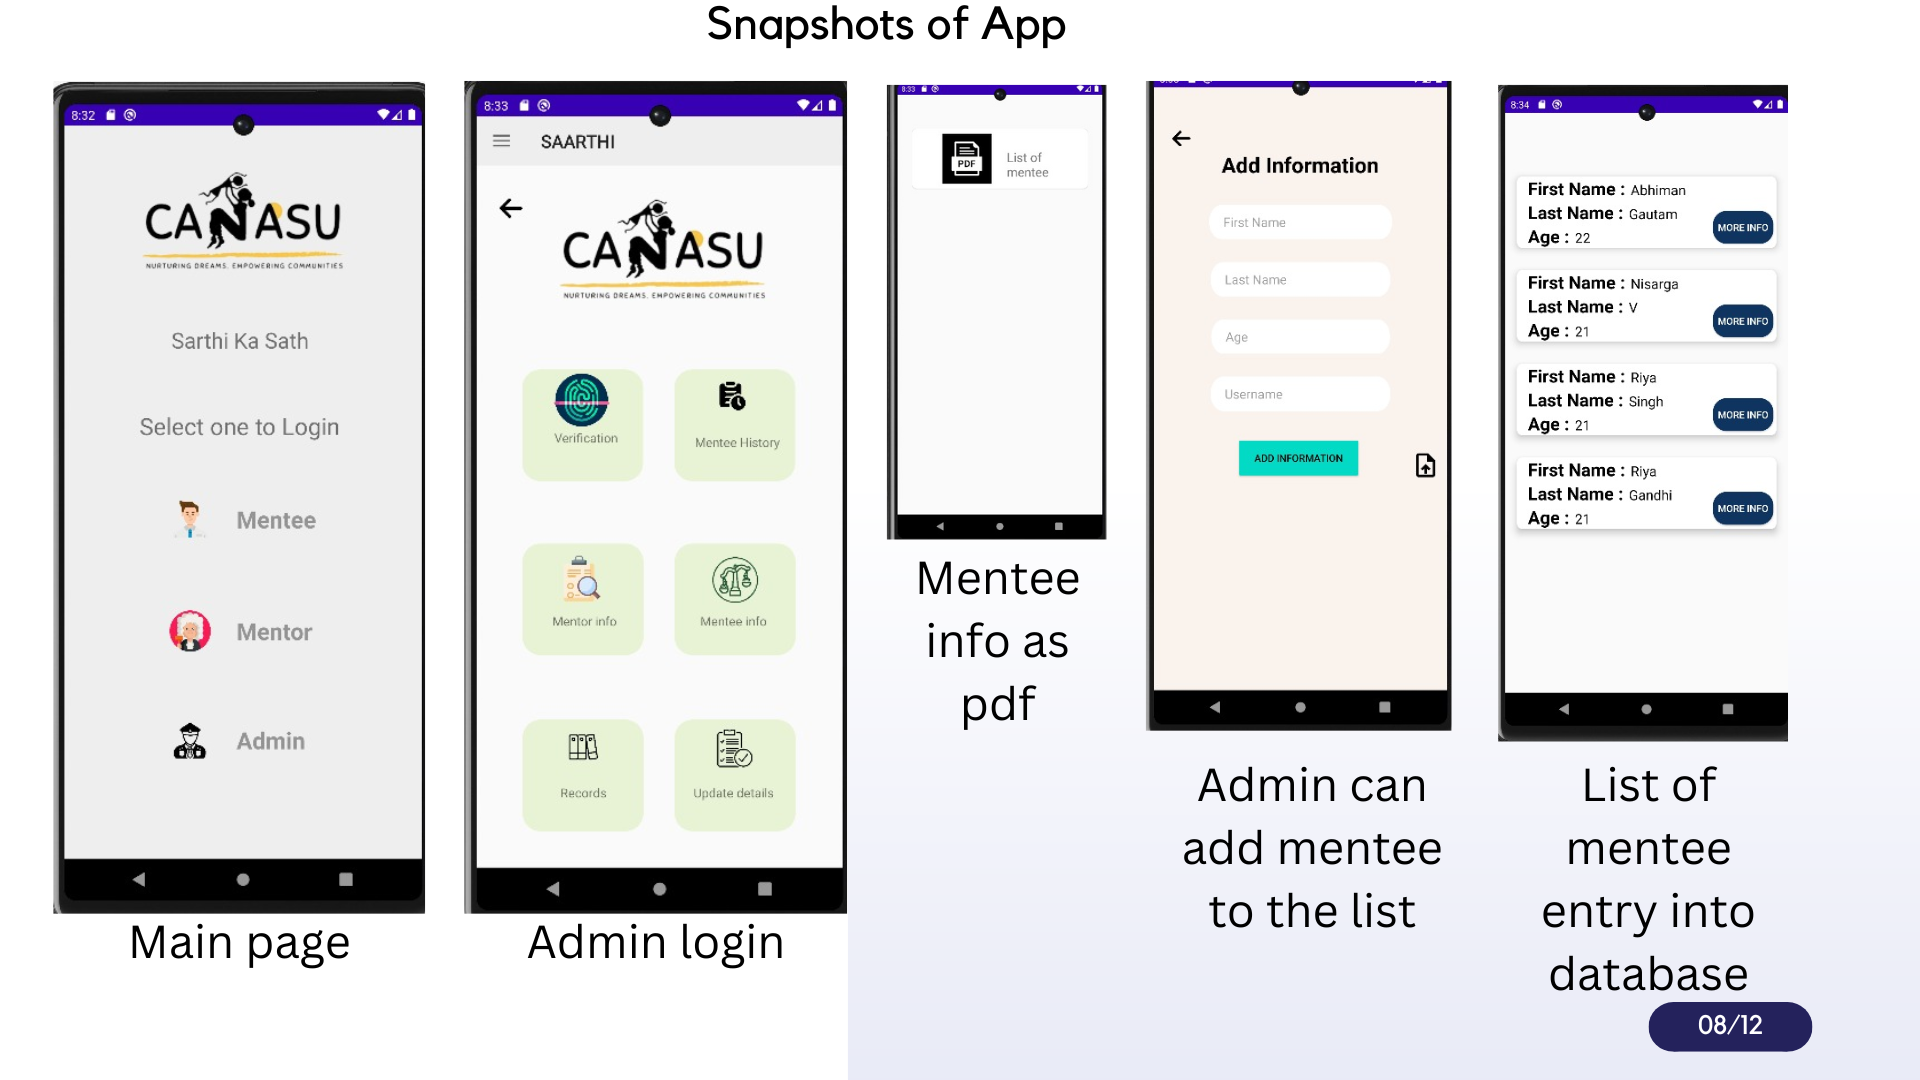 Snapshots of App
8:32
CANASU
NURTURING DREAMS, EMPOWERING COMMUNITIES
Sarthi Ka Sath
Select one to Login
Mentee
Mentor
Admin
Main page
8:33
SAARTHI
CANASU
NURTURING DREAMS, EMPOWERING COMMUNITIES
Verification
Mentee History
Mentor info
Mentee info
Records
Update details
Admin login
8:33
PDF
List of
mentee
Mentee
info as
pdf
Add Information
First Name
Last Name
Age
Username
ADD INFORMATION
Admin can
add mentee
to the list
8:34
First Name : Abhiman
Last Name : Gautam
Age : 22
MORE INFO
First Name : Nisarga
Last Name : V
Age : 21
MORE INFO
First Name : Riya
Last Name : Singh
Age : 21
MORE INFO
First Name : Riya
Last Name : Gandhi
Age : 21
MORE INFO
List of
mentee
entry into
database
08/12